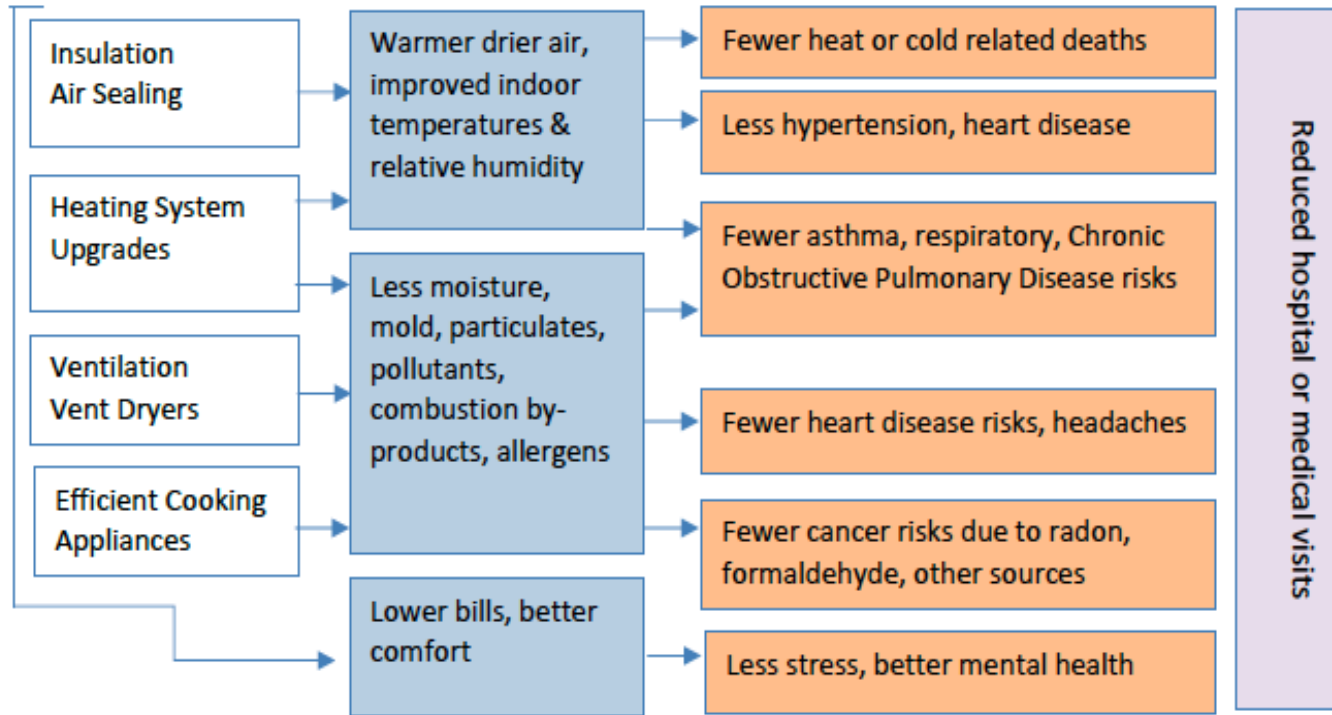 Insulation
Air Sealing
Heating System
Upgrades
Ventilation
Vent Dryers
Efficient Cooking
Appliances
Warmer drier air,
improved indoor
temperatures &
relative humidity
Less moisture,
mold, particulates,
pollutants,
combustion by-
products, allergens
Lower bills, better
comfort
Fewer heat or cold related deaths
Less hypertension, heart disease
Fewer asthma, respiratory, Chronic
Obstructive Pulmonary Disease risks
Fewer heart disease risks, headaches
Fewer cancer risks due to radon,
formaldehyde, other sources
Less stress, better mental health
Reduced hospital or medical visits